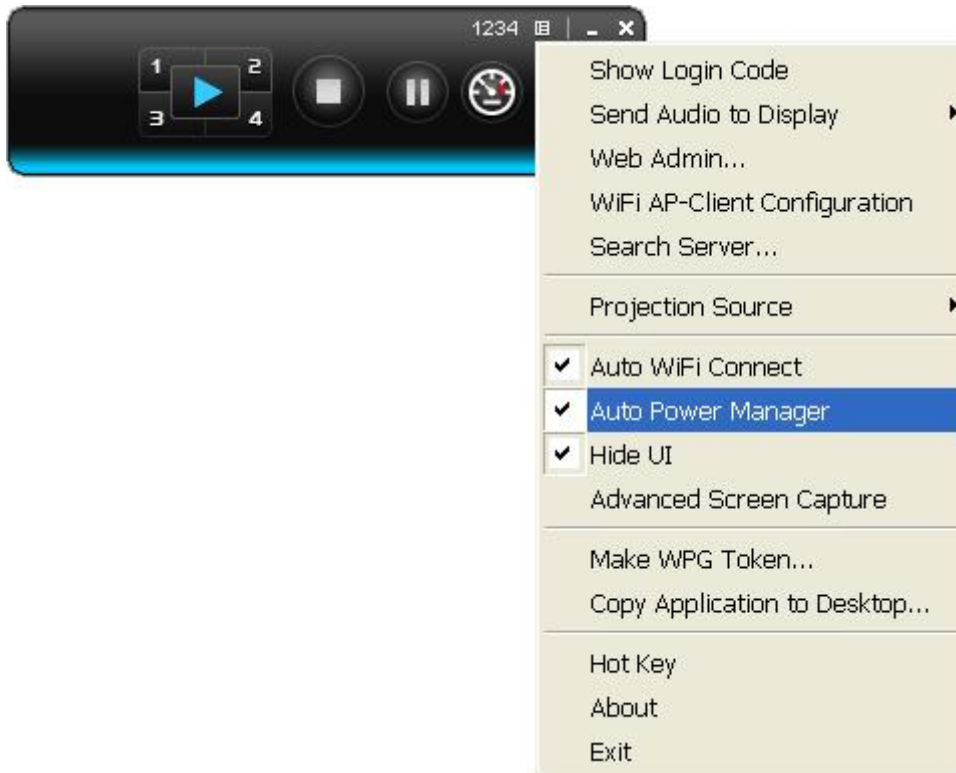 1234
1 2
3 4
Show Login Code
Send Audio to Display
Web Admin...
WiFi AP-Client Configuration
Search Server...
Projection Source
Auto WiFi Connect
Auto Power Manager
Hide UI
Advanced Screen Capture
Make WPG Token...
Copy Application to Desktop...
Hot Key
About
Exit